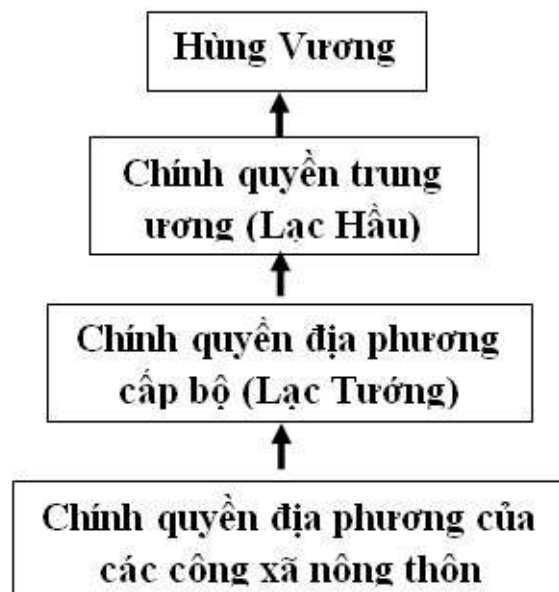 Hùng Vương
Chính quyền trung
ương (Lạc Hầu)
Chính quyền địa phương
cấp bộ (Lạc Tướng)
Chính quyền địa phương của
các công xã nông thôn